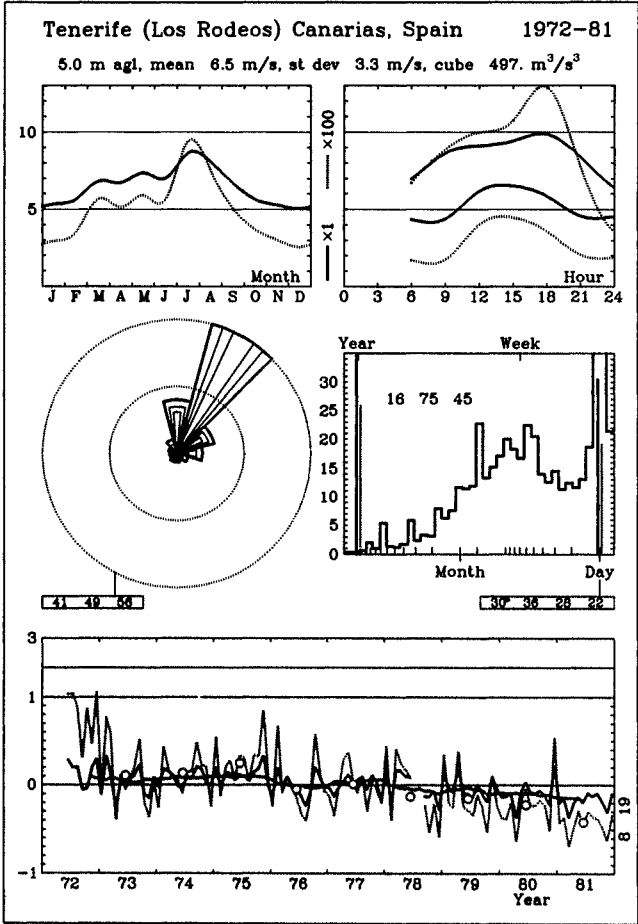 Tenerife (Los Rodeos) Canarias, Spain 1972-81
5.0 m agl, mean 6.5 m/s, st dev 3.3 m/s, cube 497. m³/s³
10
5
J F M A M J J A S O N D
Month
×1 ×100
0 3 6 9 12 15 18 21 24
Hour
Year Week
30
25
20
15
10
5
0
16 75 45
Month Day
41 49 56
30° 36 28 22
3
1
0
-1
72 73 74 75 76 77 78 79 80 81
Year
8 19